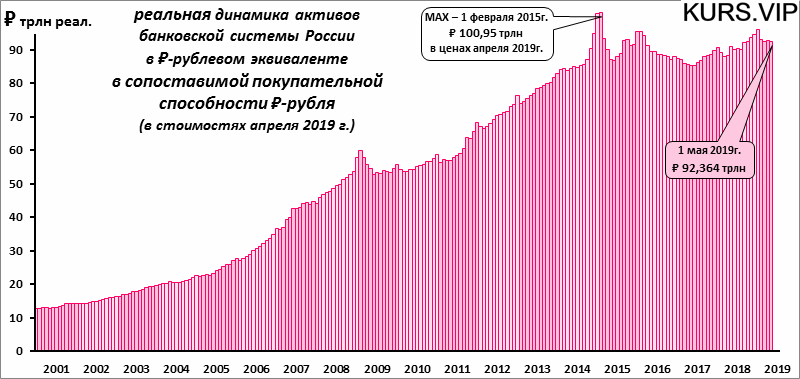 KURS.VIP
₽ трлн реал.
реальная динамика активов
банковской системы России
в ₽-рублевом эквиваленте
в сопоставимой покупательной
способности ₽-рубля
(в стоимостях апреля 2019 г.)
MAX – 1 февраля 2015г.
₽ 100,95 трлн
в ценах апреля 2019г.
1 мая 2019г.
₽ 92,364 трлн
90
80
70
60
50
40
30
20
10
0
2001 2002 2003 2004 2005 2006 2007 2008 2009 2010 2011 2012 2013 2014 2015 2016 2017 2018 2019